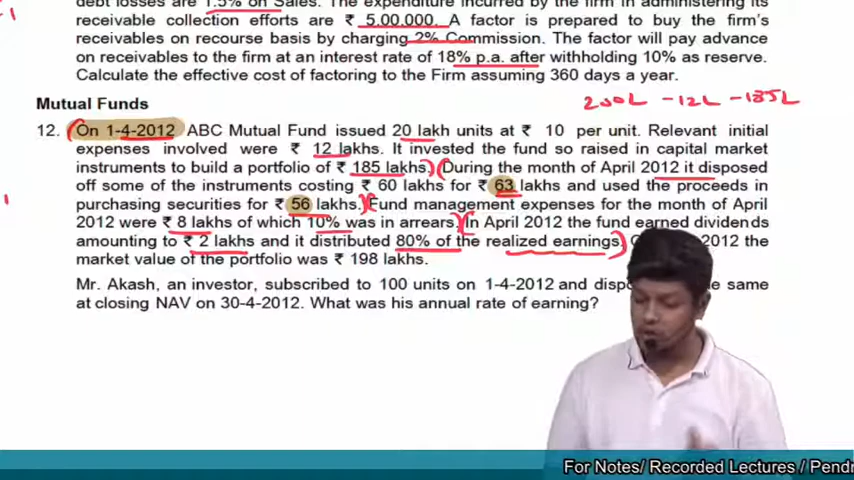 debt losses are 1.5% on Sales. The expenditure incurred by the firm in administering its
receivable collection efforts are ₹ 5,00,000. A factor is prepared to buy the firm's
receivables on recourse basis by charging 2% Commission. The factor will pay advance
on receivables to the firm at an interest rate of 18% p.a. after withholding 10% as reserve.
Calculate the effective cost of factoring to the Firm assuming 360 days a year.
200L - 12L - 185L
Mutual Funds
12. On 1-4-2012 ABC Mutual Fund issued 20 lakh units at ₹ 10 per unit. Relevant initial
expenses involved were ₹ 12 lakhs. It invested the fund so raised in capital market
instruments to build a portfolio of ₹ 185 lakhs. During the month of April 2012 it disposed
off some of the instruments costing ₹ 60 lakhs for ₹ 63 lakhs and used the proceeds in
purchasing securities for ₹ 56 lakhs. Fund management expenses for the month of April
2012 were ₹ 8 lakhs of which 10% was in arrears. In April 2012 the fund earned dividends
amounting to ₹ 2 lakhs and it distributed 80% of the realized earnings. 2012 the
market value of the portfolio was ₹ 198 lakhs.
Mr. Akash, an investor, subscribed to 100 units on 1-4-2012 and same
at closing NAV on 30-4-2012. What was his annual rate of earning?
For Notes/ Recorded Lectures / Pendr